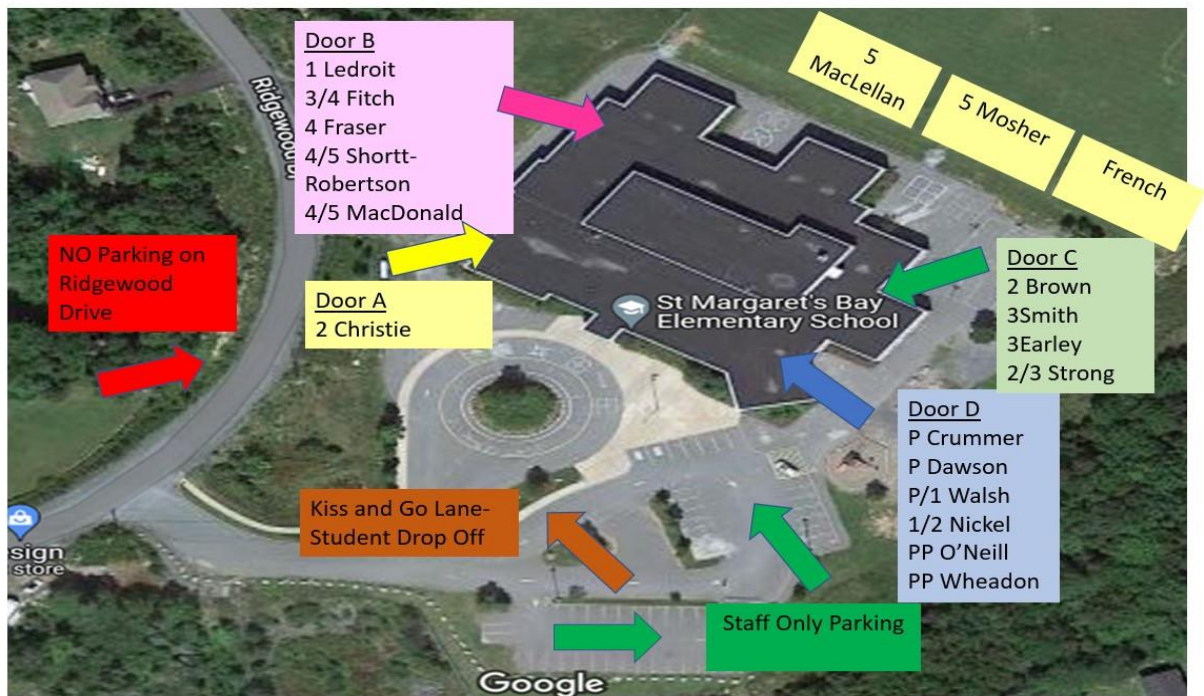 Door B
1 Ledroit
3/4 Fitch
4 Fraser
4/5 Shortt-
Robertson
4/5 MacDonald
5
MacLellan
5 Mosher
French
NO Parking on
Ridgewood
Drive
Door A
2 Christie
St Margaret's Bay
Elementary School
Door C
2 Brown
3Smith
3Earley
2/3 Strong
Door D
P Crummer
P Dawson
P/1 Walsh
1/2 Nickel
PP O'Neill
PP Wheadon
Kiss and Go Lane-
Student Drop Off
Staff Only Parking
Ridgewood Dr
sign
store
Google